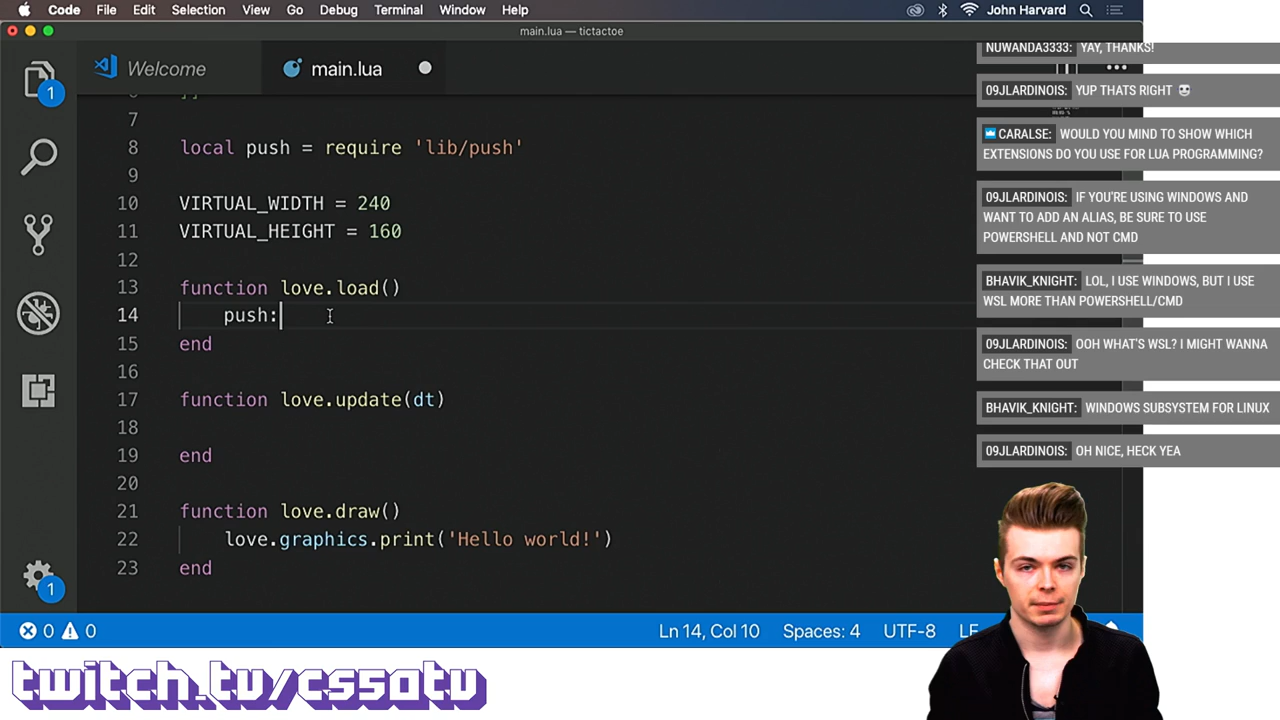 Code File Edit Selection View Go Debug Terminal Window Help John Harvard
main.lua — tictactoe
Welcome main.lua
7
8 local push = require 'lib/push'
9
10 VIRTUAL_WIDTH = 240
11 VIRTUAL_HEIGHT = 160
12
13 function love.load()
14 push:
15 end
16
17 function love.update(dt)
18
19 end
20
21 function love.draw()
22 love.graphics.print('Hello world!')
23 end
1
1
0 0 Ln 14, Col 10 Spaces: 4 UTF-8 LF
NUWANDA3333: YAY, THANKS!
09JLARDINOIS: YUP THATS RIGHT
CARALSE: WOULD YOU MIND TO SHOW WHICH
EXTENSIONS DO YOU USE FOR LUA PROGRAMMING?
09JLARDINOIS: IF YOU'RE USING WINDOWS AND
WANT TO ADD AN ALIAS, BE SURE TO USE
POWERSHELL AND NOT CMD
BHAVIK_KNIGHT: LOL, I USE WINDOWS, BUT I USE
WSL MORE THAN POWERSHELL/CMD
09JLARDINOIS: OOH WHAT'S WSL? I MIGHT WANNA
CHECK THAT OUT
BHAVIK_KNIGHT: WINDOWS SUBSYSTEM FOR LINUX
09JLARDINOIS: OH NICE, HECK YEA
twitch.tv/cs50tv